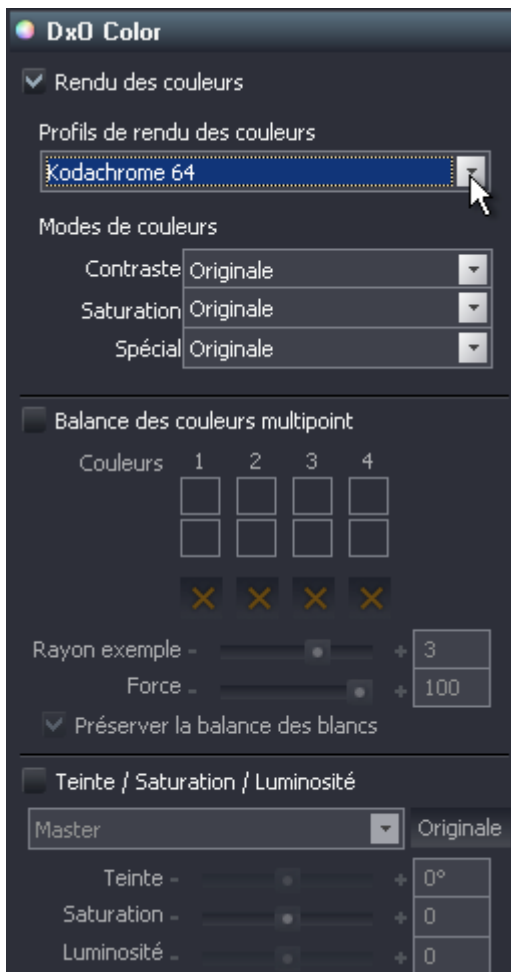 DxO Color
Rendu des couleurs
Profils de rendu des couleurs
Kodachrome 64
Modes de couleurs
Contraste Originale
Saturation Originale
Spécial Originale
Balance des couleurs multipoint
Couleurs 1 2 3 4
Rayon exemple - + 3
Force - + 100
Préserver la balance des blancs
Teinte / Saturation / Luminosité
Master Originale
Teinte - + 0°
Saturation - + 0
Luminosité - + 0